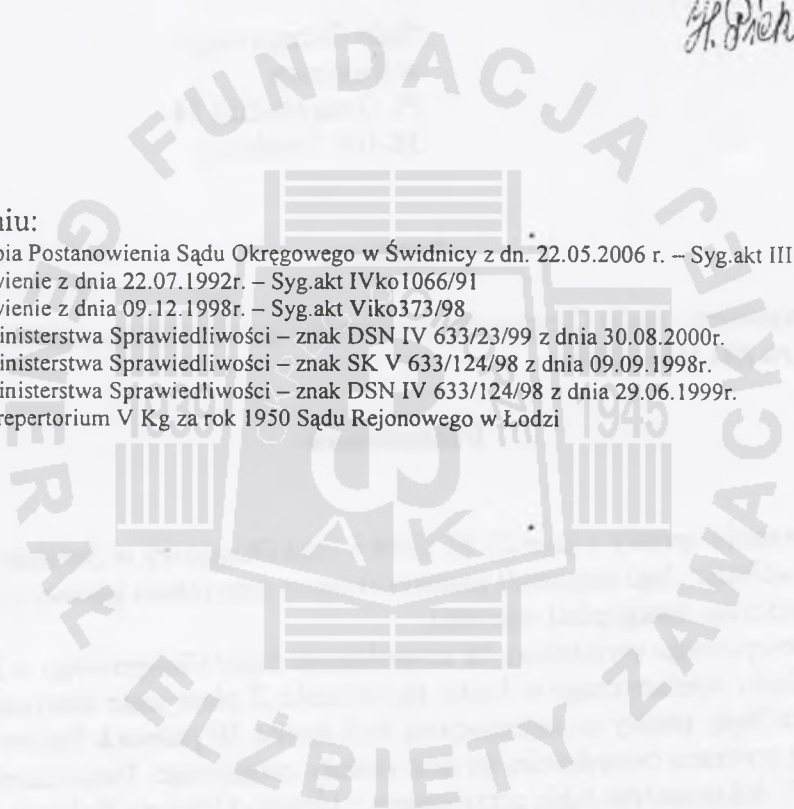 H.
niu:
pia Postanowienia Sądu Okręgowego w Świdnicy z dn. 22.05.2006 r. – Syg.akt III
wienie z dnia 22.07.1992r. – Syg.akt IVko1066/91
wienie z dnia 09.12.1998r. – Syg.akt Viko373/98
inisterstwa Sprawiedliwości – znak DSN IV 633/23/99 z dnia 30.08.2000r.
inisterstwa Sprawiedliwości – znak SK V 633/124/98 z dnia 09.09.1998r.
inisterstwa Sprawiedliwości – znak DSN IV 633/124/98 z dnia 29.06.1999r.
repertorium V Kg za rok 1950 Sądu Rejonowego w Łodzi
FUNDACJA
GENERAŁ ELŻBIETY ZAWACKIEJ
1939 1945
AK